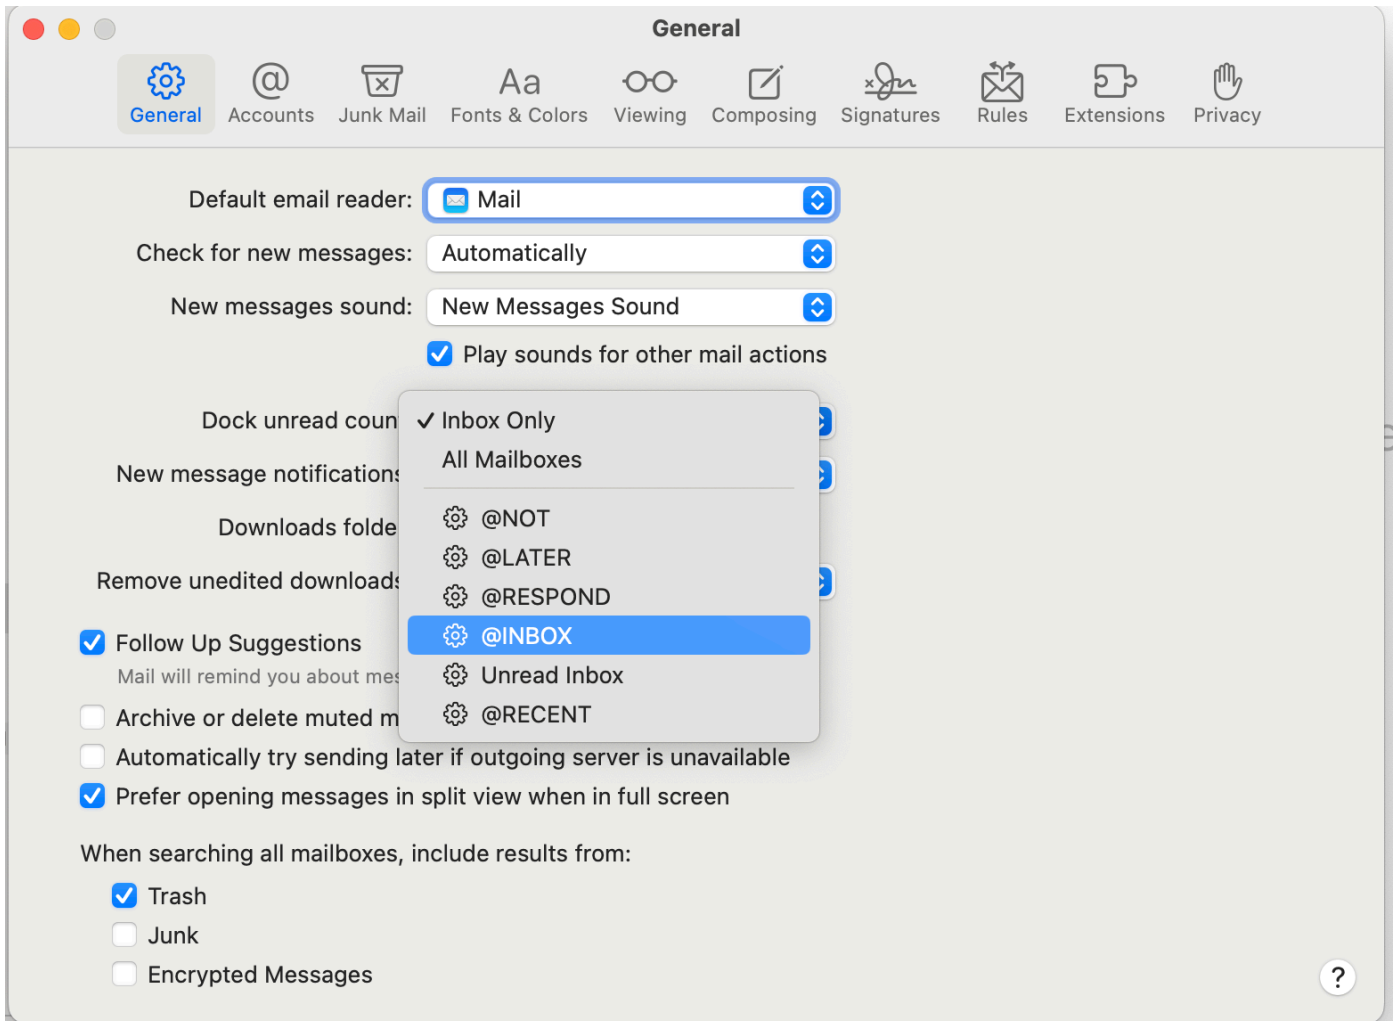 General
General
Accounts
Junk Mail
Fonts & Colors
Viewing
Composing
Signatures
Rules
Extensions
Privacy
Default email reader: Mail
Check for new messages: Automatically
New messages sound: New Messages Sound
Play sounds for other mail actions
Dock unread coun
✓ Inbox Only
All Mailboxes
New message notifications
@NOT
Downloads folde
@LATER
Remove unedited downloads
@RESPOND
@INBOX
Follow Up Suggestions
Unread Inbox
Mail will remind you about mes
Archive or delete muted m
@RECENT
Automatically try sending later if outgoing server is unavailable
Prefer opening messages in split view when in full screen
When searching all mailboxes, include results from:
Trash
Junk
Encrypted Messages
?